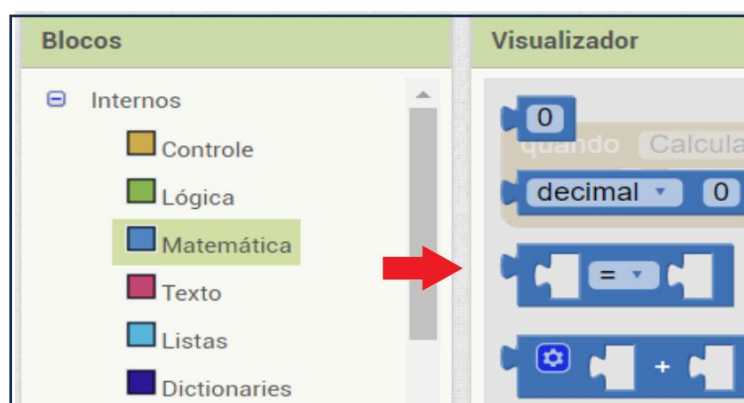 Blocos
Internos
Controle
Lógica
Matemática
Texto
Listas
Dictionaries
Visualizador
0
quando Calcula
decimal 0
=
+